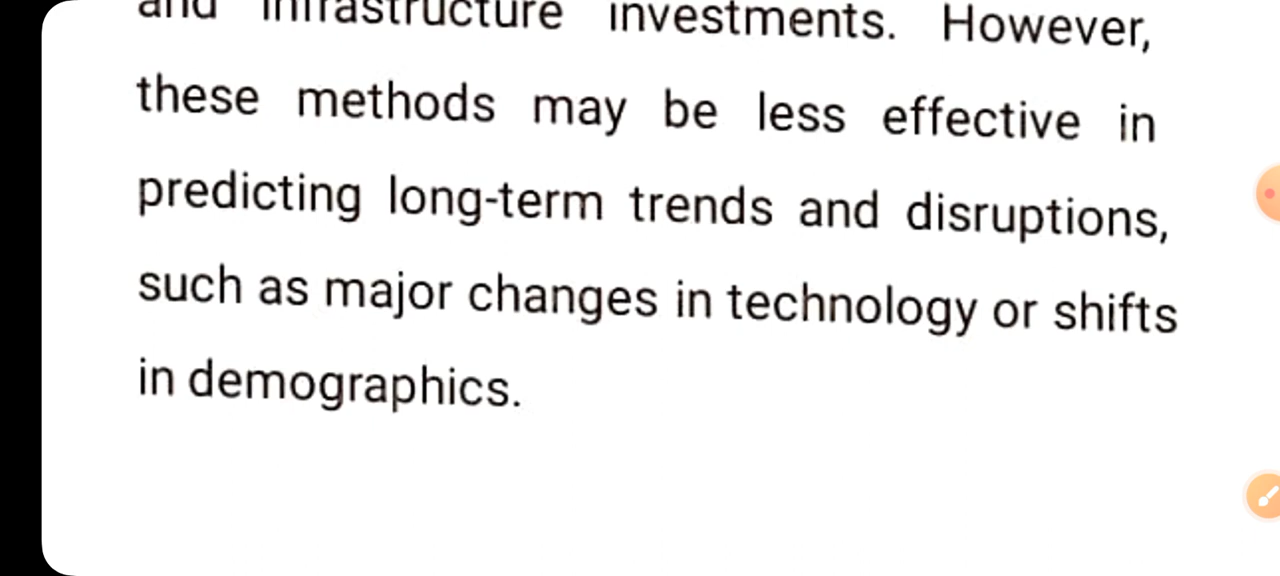 and infrastructure investments. However,
these methods may be less effective in
predicting long-term trends and disruptions,
such as major changes in technology or shifts
in demographics.